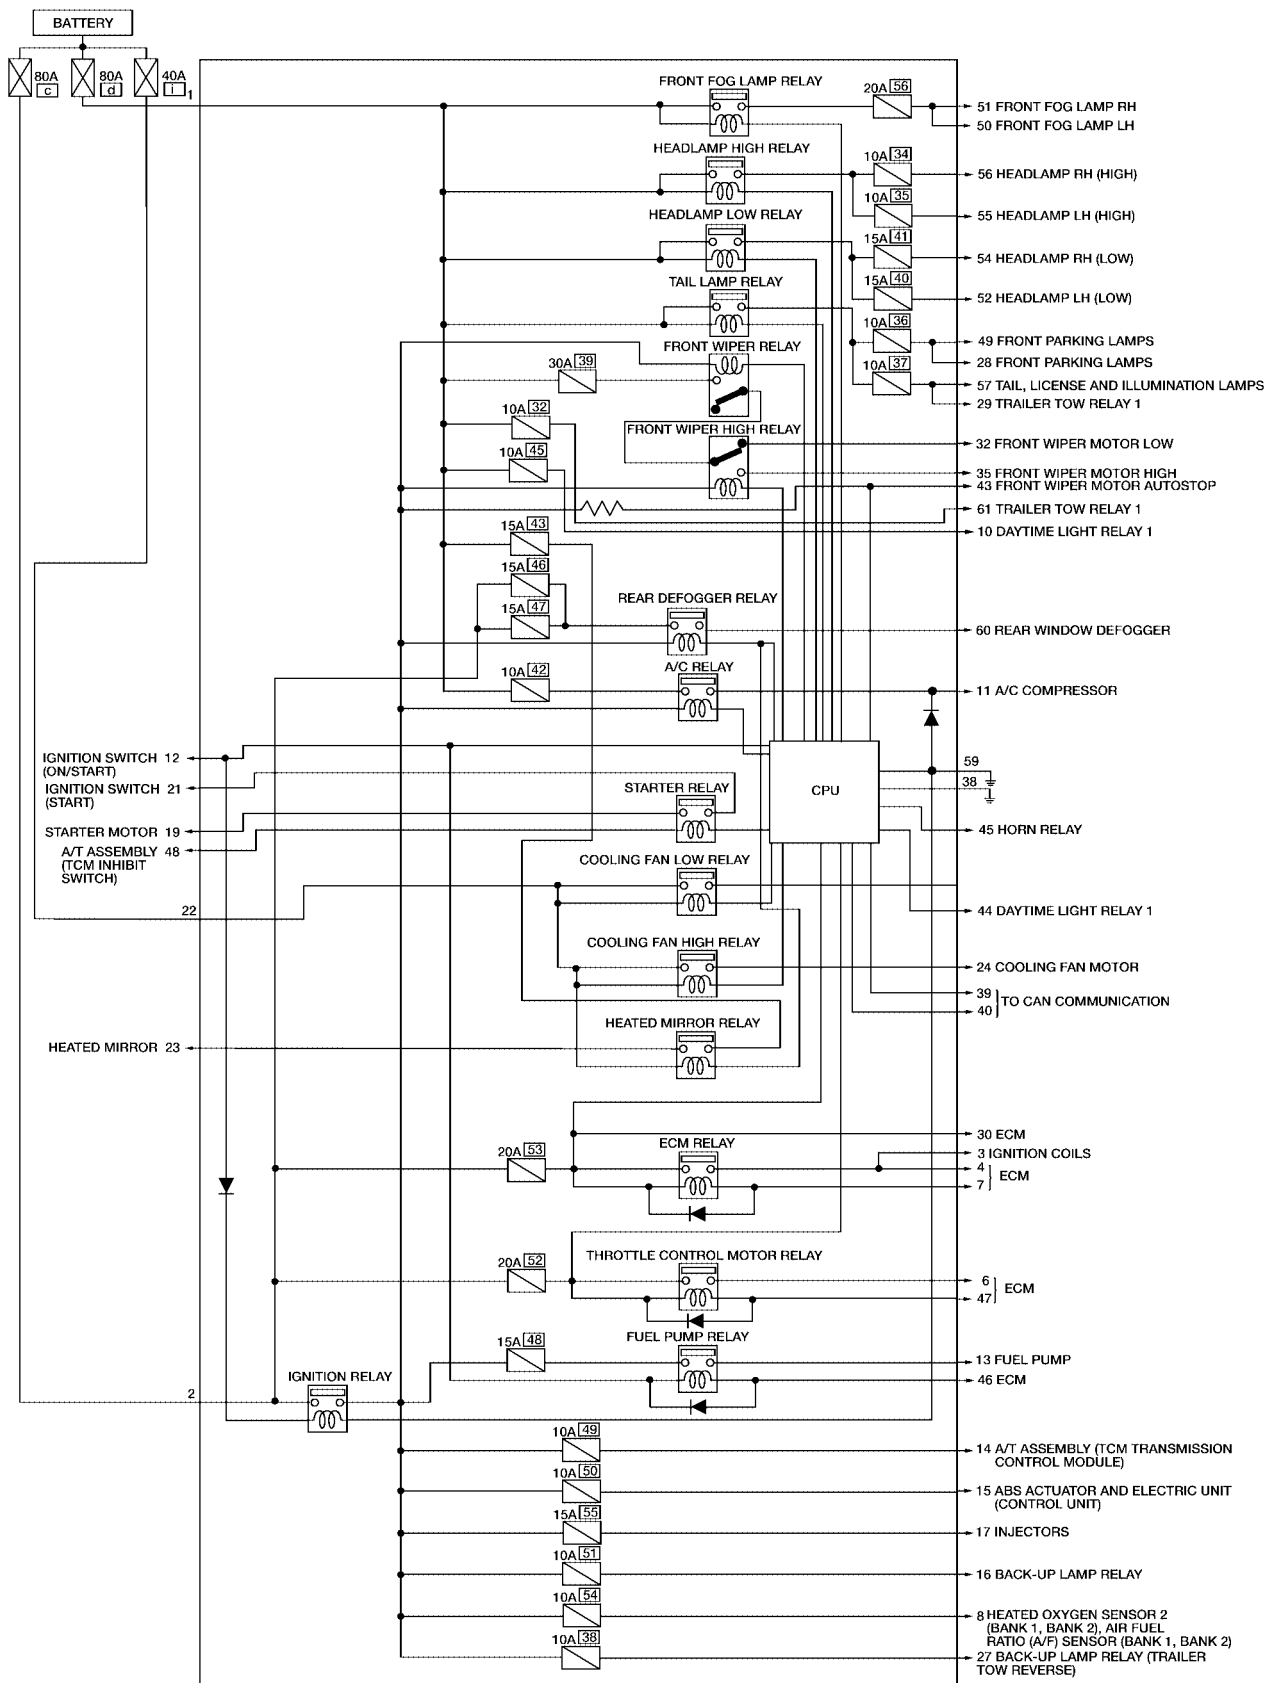 BATTERY
80A c
80A d
40A i 1
FRONT FOG LAMP RELAY
20A 56
51 FRONT FOG LAMP RH
50 FRONT FOG LAMP LH
HEADLAMP HIGH RELAY
10A 34
56 HEADLAMP RH (HIGH)
10A 35
55 HEADLAMP LH (HIGH)
HEADLAMP LOW RELAY
15A 41
54 HEADLAMP RH (LOW)
15A 40
52 HEADLAMP LH (LOW)
TAIL LAMP RELAY
10A 36
49 FRONT PARKING LAMPS
28 FRONT PARKING LAMPS
FRONT WIPER RELAY
30A 39
10A 37
57 TAIL, LICENSE AND ILLUMINATION LAMPS
29 TRAILER TOW RELAY 1
10A 32
FRONT WIPER HIGH RELAY
32 FRONT WIPER MOTOR LOW
10A 45
35 FRONT WIPER MOTOR HIGH
43 FRONT WIPER MOTOR AUTOSTOP
61 TRAILER TOW RELAY 1
15A 43
10 DAYTIME LIGHT RELAY 1
15A 46
15A 47
REAR DEFOGGER RELAY
60 REAR WINDOW DEFOGGER
10A 42
A/C RELAY
11 A/C COMPRESSOR
IGNITION SWITCH 12
(ON/START)
IGNITION SWITCH 21
(START)
CPU
59
38
STARTER RELAY
STARTER MOTOR 19
45 HORN RELAY
A/T ASSEMBLY 48
(TCM INHIBIT
SWITCH)
COOLING FAN LOW RELAY
22
44 DAYTIME LIGHT RELAY 1
COOLING FAN HIGH RELAY
24 COOLING FAN MOTOR
39
40
TO CAN COMMUNICATION
HEATED MIRROR RELAY
HEATED MIRROR 23
30 ECM
20A 53
ECM RELAY
3 IGNITION COILS
4
7
ECM
20A 52
THROTTLE CONTROL MOTOR RELAY
6
47
ECM
15A 48
FUEL PUMP RELAY
13 FUEL PUMP
46 ECM
2
IGNITION RELAY
10A 49
14 A/T ASSEMBLY (TCM TRANSMISSION
CONTROL MODULE)
10A 50
15 ABS ACTUATOR AND ELECTRIC UNIT
(CONTROL UNIT)
15A 55
17 INJECTORS
10A 51
16 BACK-UP LAMP RELAY
10A 54
8 HEATED OXYGEN SENSOR 2
(BANK 1, BANK 2), AIR FUEL
RATIO (A/F) SENSOR (BANK 1, BANK 2)
10A 38
27 BACK-UP LAMP RELAY (TRAILER
TOW REVERSE)